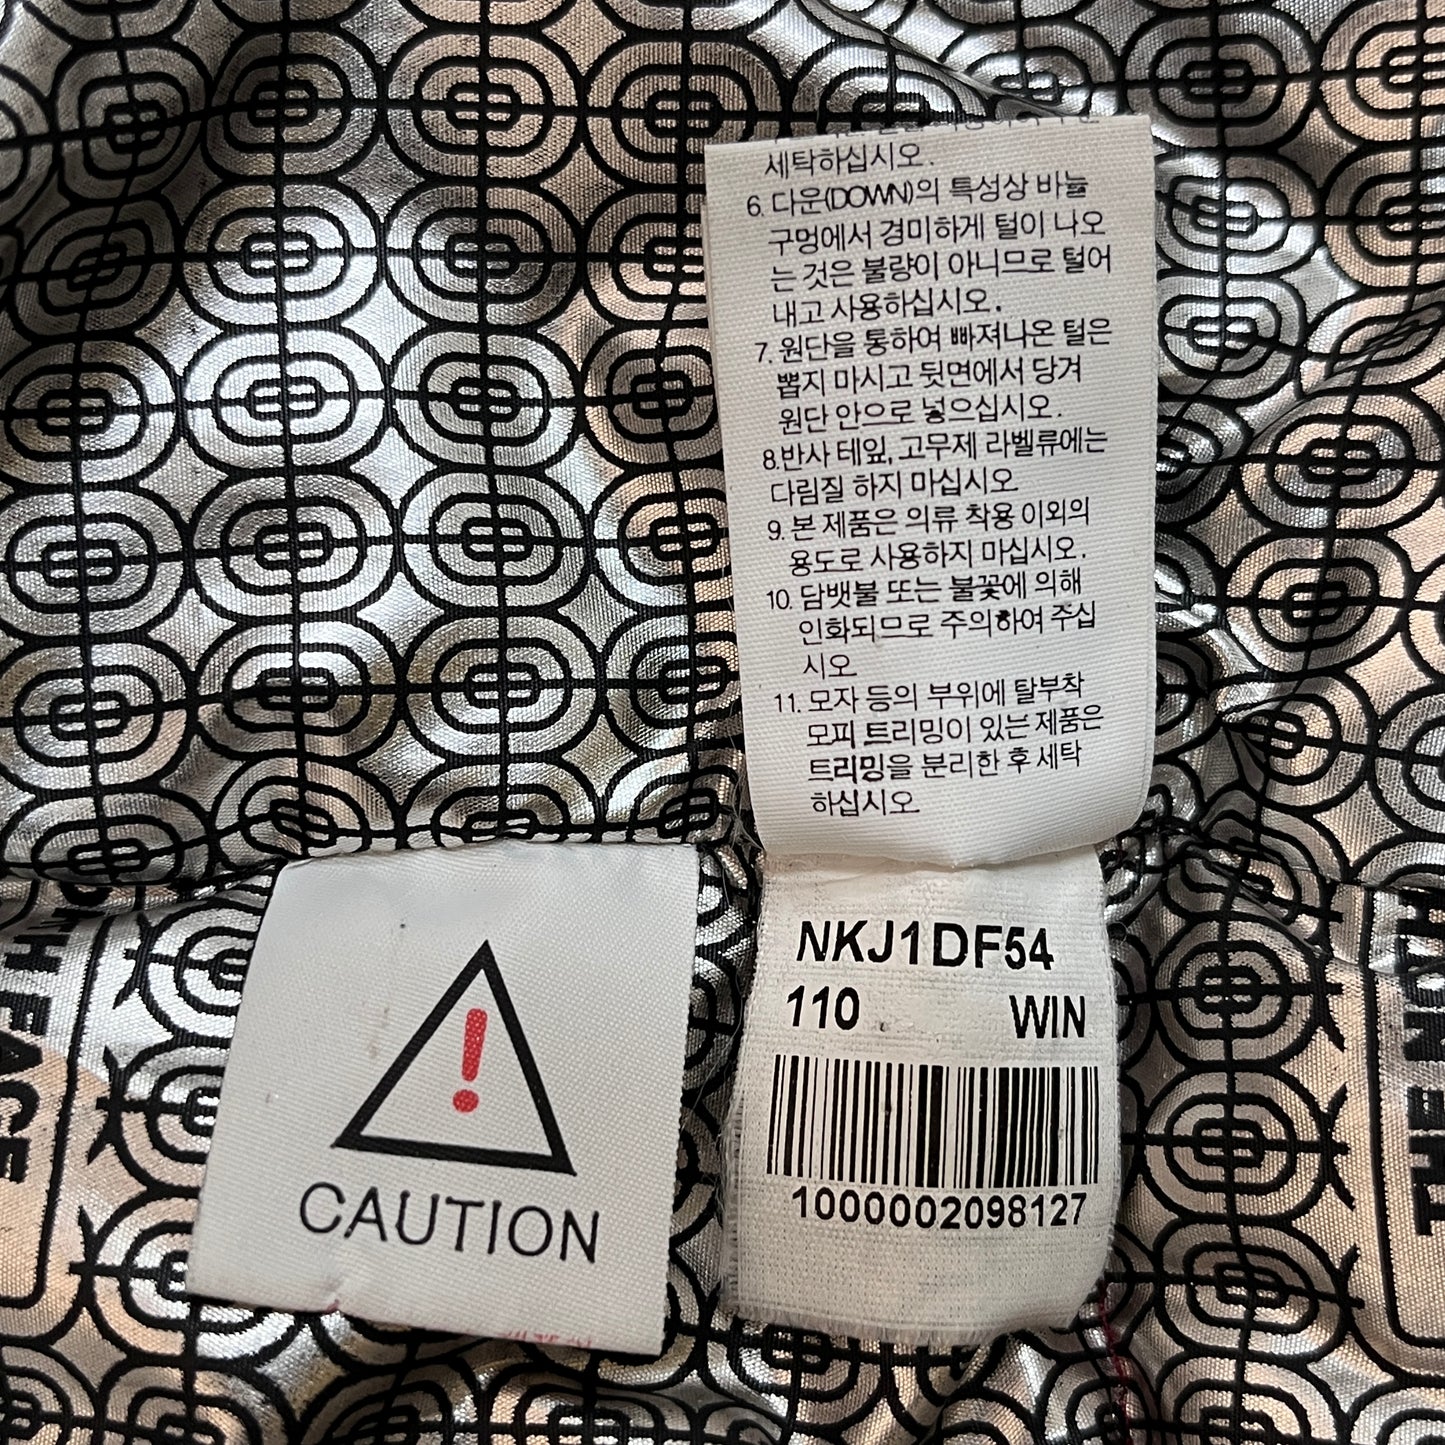 세탁하십시오.
6. 다운(DOWN)의 특성상 바늘
구멍에서 경미하게 털이 나오
는 것은 불량이 아니므로 털어
내고 사용하십시오.
7. 원단을 통하여 빠져나온 털은
뽑지 마시고 뒷면에서 당겨
원단 안으로 넣으십시오.
8.반사 테잎, 고무제 라벨류에는
다림질 하지 마십시오
9. 본 제품은 의류 착용 이외의
용도로 사용하지 마십시오.
10. 담뱃불 또는 불꽃에 의해
인화되므로 주의하여 주십
시오
11. 모자 등의 부위에 탈부착
모피 트리밍이 있는 제품은
트리밍을 분리한 후 세탁
하십시오
NKJ1DF54
110 WIN
1000002098127
CAUTION
TH FACE
THE NORTH